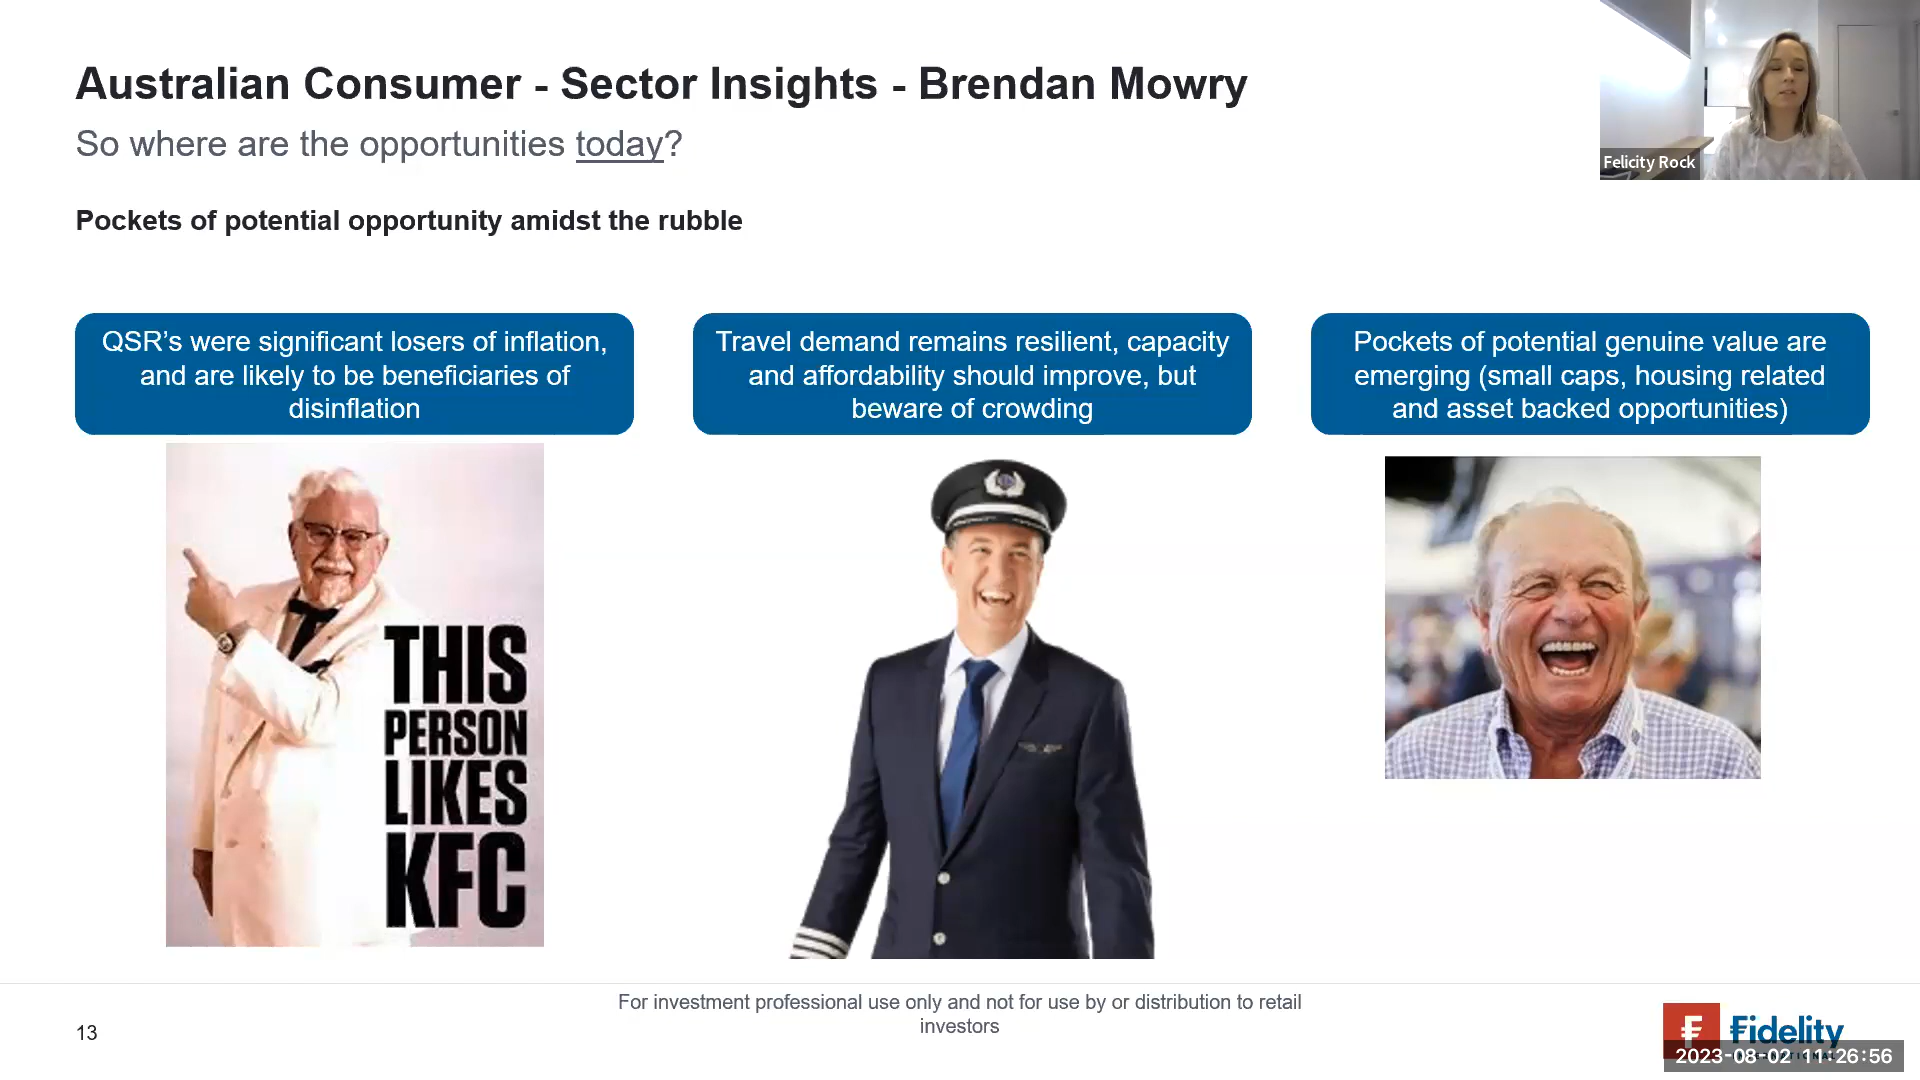 Australian Consumer - Sector Insights - Brendan Mowry
So where are the opportunities today?
Felicity Rock
Pockets of potential opportunity amidst the rubble
QSR's were significant losers of inflation,
and are likely to be beneficiaries of
disinflation
Travel demand remains resilient, capacity
and affordability should improve, but
beware of crowding
Pockets of potential genuine value are
emerging (small caps, housing related
and asset backed opportunities)
THIS
PERSON
LIKES
KFC
For investment professional use only and not for use by or distribution to retail
investors
13
Fidelity
2023-08-02 11:26:56